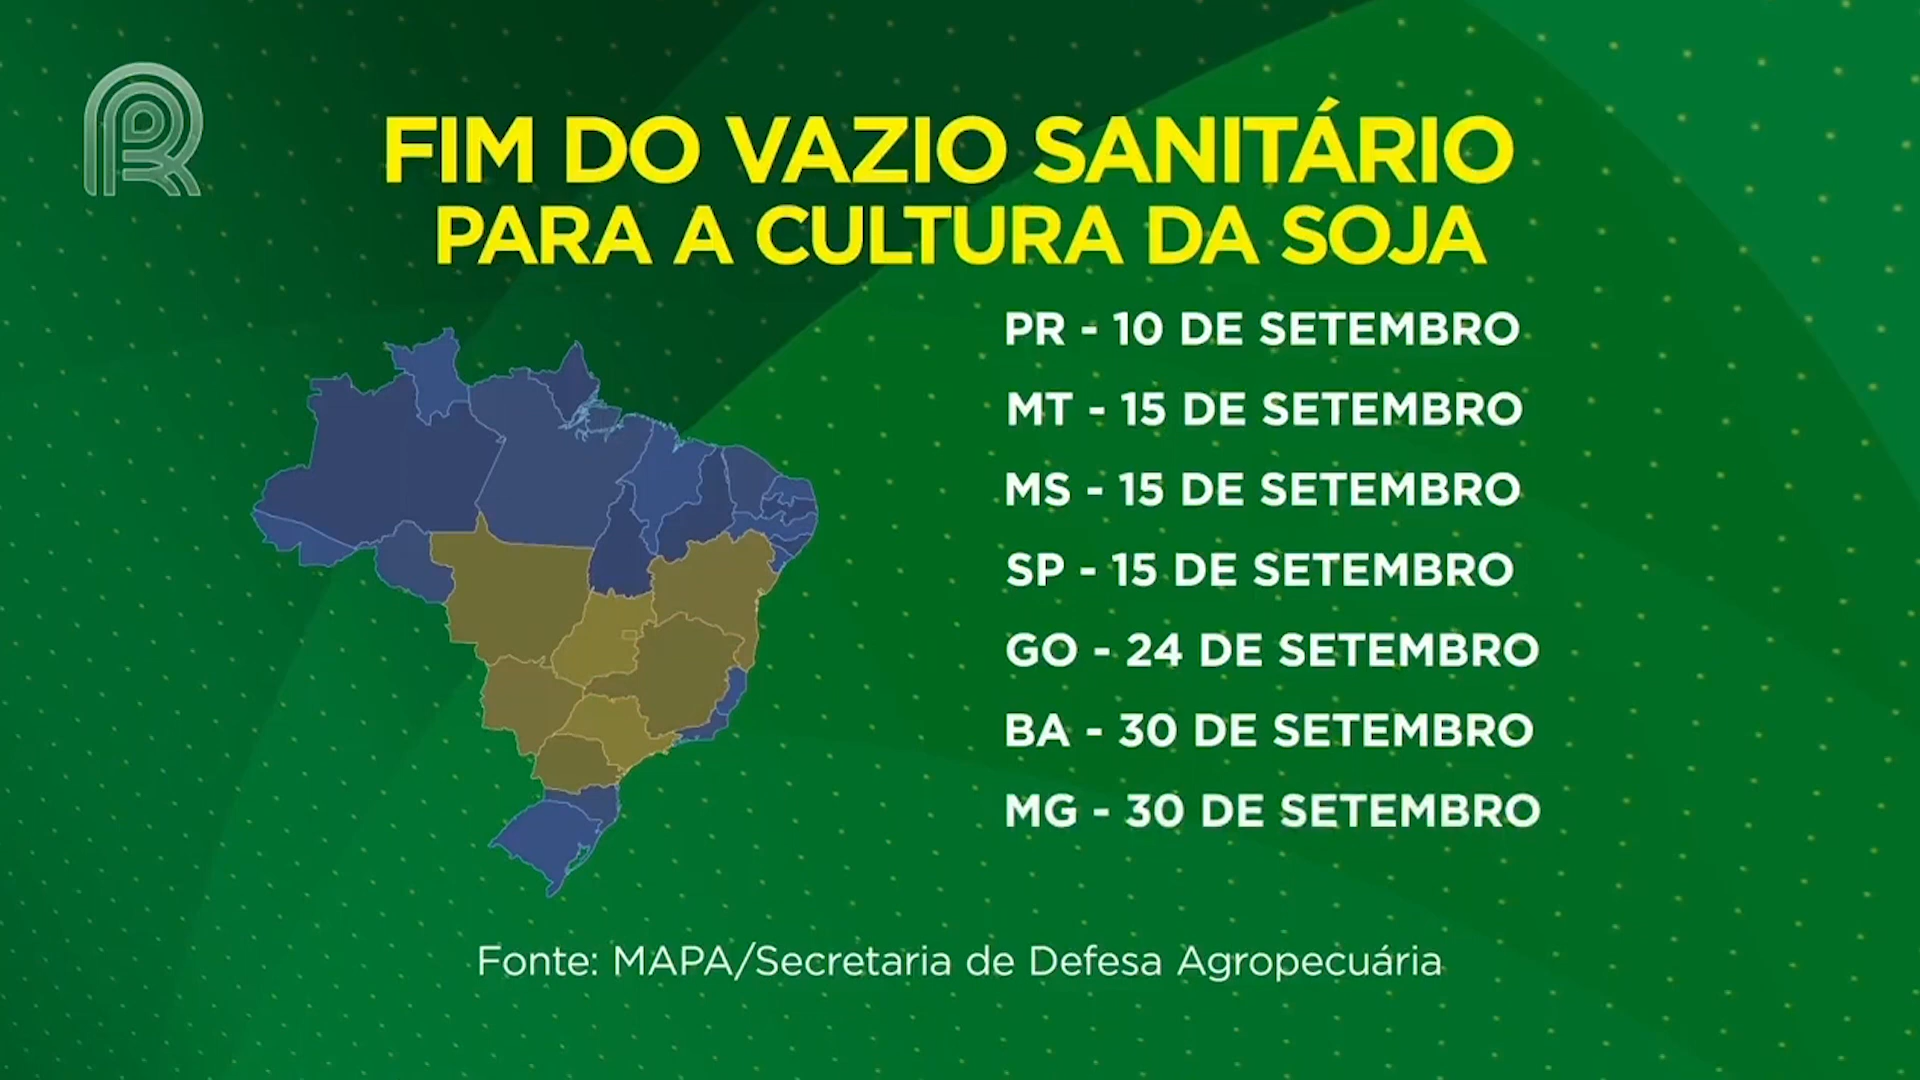 FIM DO VAZIO SANITÁRIO
PARA A CULTURA DA SOJA
PR - 10 DE SETEMBRO
MT - 15 DE SETEMBRO
MS - 15 DE SETEMBRO
SP - 15 DE SETEMBRO
GO - 24 DE SETEMBRO
BA - 30 DE SETEMBRO
MG - 30 DE SETEMBRO
Fonte: MAPA/Secretaria de Defesa Agropecuária